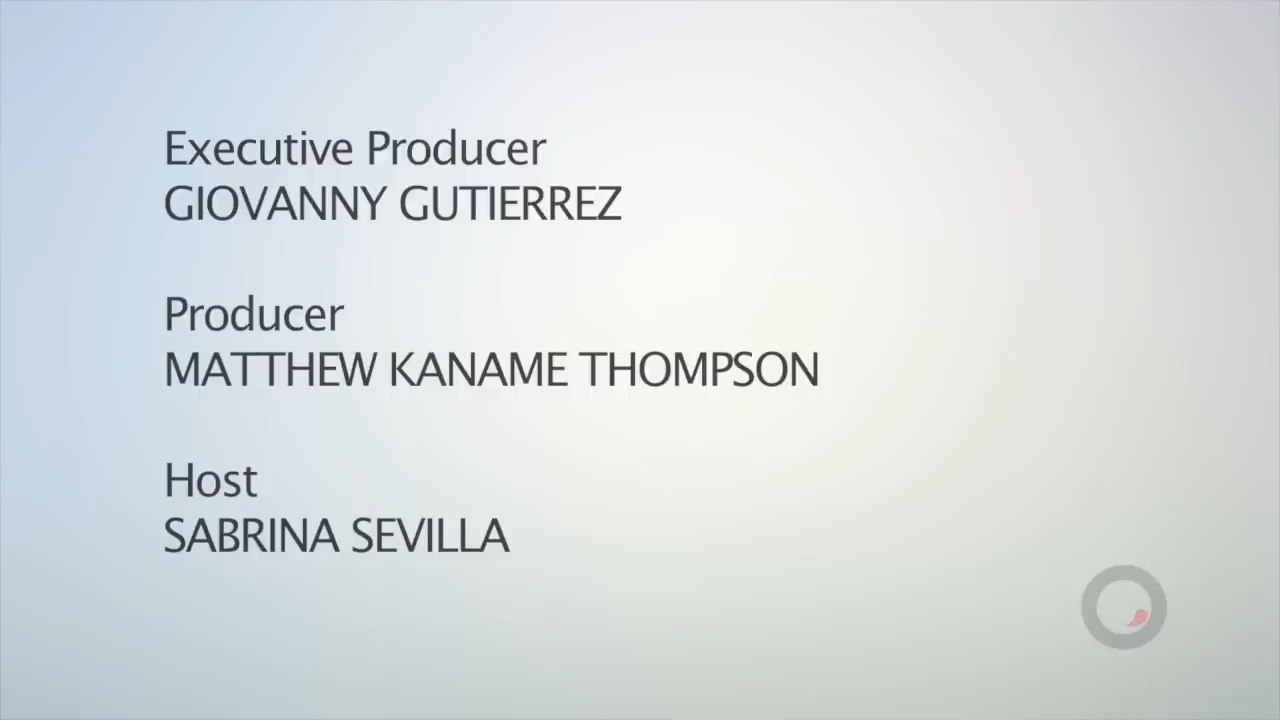 Executive Producer
GIOVANNY GUTIERREZ
Producer
MATTHEW KANAME THOMPSON
Host
SABRINA SEVILLA